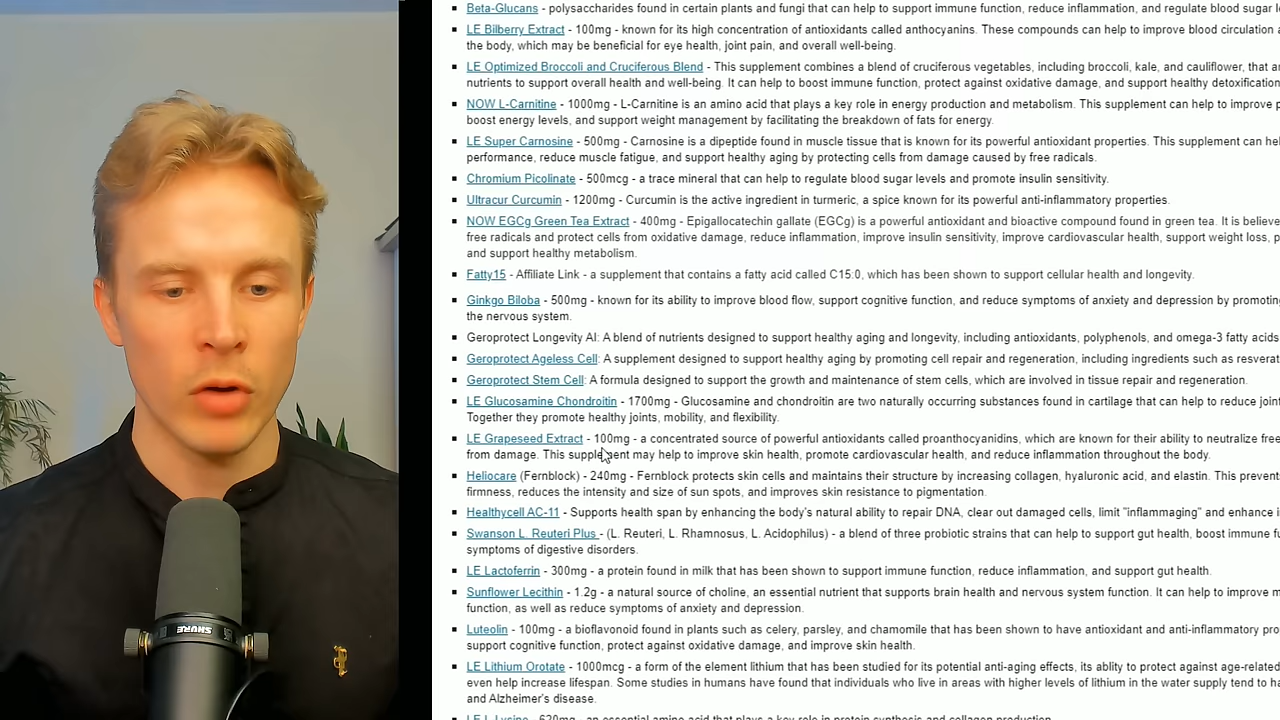 Beta-Glucans - polysaccharides found in certain plants and fungi that can help to support immune function, reduce inflammation, and regulate blood sugar l
LE Bilberry Extract - 100mg - known for its high concentration of antioxidants called anthocyanins. These compounds can help to improve blood circulation a
the body, which may be beneficial for eye health, joint pain, and overall well-being.
LE Optimized Broccoli and Cruciferous Blend - This supplement combines a blend of cruciferous vegetables, including broccoli, kale, and cauliflower, that a
nutrients to support overall health and well-being. It can help to boost immune function, protect against oxidative damage, and support healthy detoxification
NOW L-Carnitine - 1000mg - L-Carnitine is an amino acid that plays a key role in energy production and metabolism. This supplement can help to improve p
boost energy levels, and support weight management by facilitating the breakdown of fats for energy.
LE Super Carnosine - 500mg - Carnosine is a dipeptide found in muscle tissue that is known for its powerful antioxidant properties. This supplement can hel
performance, reduce muscle fatigue, and support healthy aging by protecting cells from damage caused by free radicals.
Chromium Picolinate - 500mcg - a trace mineral that can help to regulate blood sugar levels and promote insulin sensitivity.
Ultracur Curcumin - 1200mg - Curcumin is the active ingredient in turmeric, a spice known for its powerful anti-inflammatory properties.
NOW EGCg Green Tea Extract - 400mg - Epigallocatechin gallate (EGCg) is a powerful antioxidant and bioactive compound found in green tea. It is believe
free radicals and protect cells from oxidative damage, reduce inflammation, improve insulin sensitivity, improve cardiovascular health, support weight loss, p
and support healthy metabolism.
Fatty15 - Affiliate Link - a supplement that contains a fatty acid called C15:0, which has been shown to support cellular health and longevity.
Ginkgo Biloba - 500mg - known for its ability to improve blood flow, support cognitive function, and reduce symptoms of anxiety and depression by promoting
the nervous system.
Geroprotect Longevity AI: A blend of nutrients designed to support healthy aging and longevity, including antioxidants, polyphenols, and omega-3 fatty acids
Geroprotect Ageless Cell: A supplement designed to support healthy aging by promoting cell repair and regeneration, including ingredients such as resverat
Geroprotect Stem Cell: A formula designed to support the growth and maintenance of stem cells, which are involved in tissue repair and regeneration.
LE Glucosamine Chondroitin - 1700mg - Glucosamine and chondroitin are two naturally occurring substances found in cartilage that can help to reduce joint
Together they promote healthy joints, mobility, and flexibility.
LE Grapeseed Extract - 100mg - a concentrated source of powerful antioxidants called proanthocyanidins, which are known for their ability to neutralize free
from damage. This supplement may help to improve skin health, promote cardiovascular health, and reduce inflammation throughout the body.
Heliocare (Fernblock) - 240mg - Fernblock protects skin cells and maintains their structure by increasing collagen, hyaluronic acid, and elastin. This prevent
firmness, reduces the intensity and size of sun spots, and improves skin resistance to pigmentation.
Healthycell AC-11 - Supports health span by enhancing the body's natural ability to repair DNA, clear out damaged cells, limit "inflammaging" and enhance i
Swanson L. Reuteri Plus - (L. Reuteri, L. Rhamnosus, L. Acidophilus) - a blend of three probiotic strains that can help to support gut health, boost immune fu
symptoms of digestive disorders.
LE Lactoferrin - 300mg - a protein found in milk that has been shown to support immune function, reduce inflammation, and support gut health.
Sunflower Lecithin - 1.2g - a natural source of choline, an essential nutrient that supports brain health and nervous system function. It can help to improve m
function, as well as reduce symptoms of anxiety and depression.
Luteolin - 100mg - a bioflavonoid found in plants such as celery, parsley, and chamomile that has been shown to have antioxidant and anti-inflammatory pro
support cognitive function, protect against oxidative damage, and improve skin health.
LE Lithium Orotate - 1000mcg - a form of the element lithium that has been studied for its potential anti-aging effects, its ablity to protect against age-related
even help increase lifespan. Some studies in humans have found that individuals who live in areas with higher levels of lithium in the water supply tend to ha
and Alzheimer's disease.
LE L-Lysine - 620mg - an essential amino acid that plays a key role in protein synthesis and collagen production.
SHURE